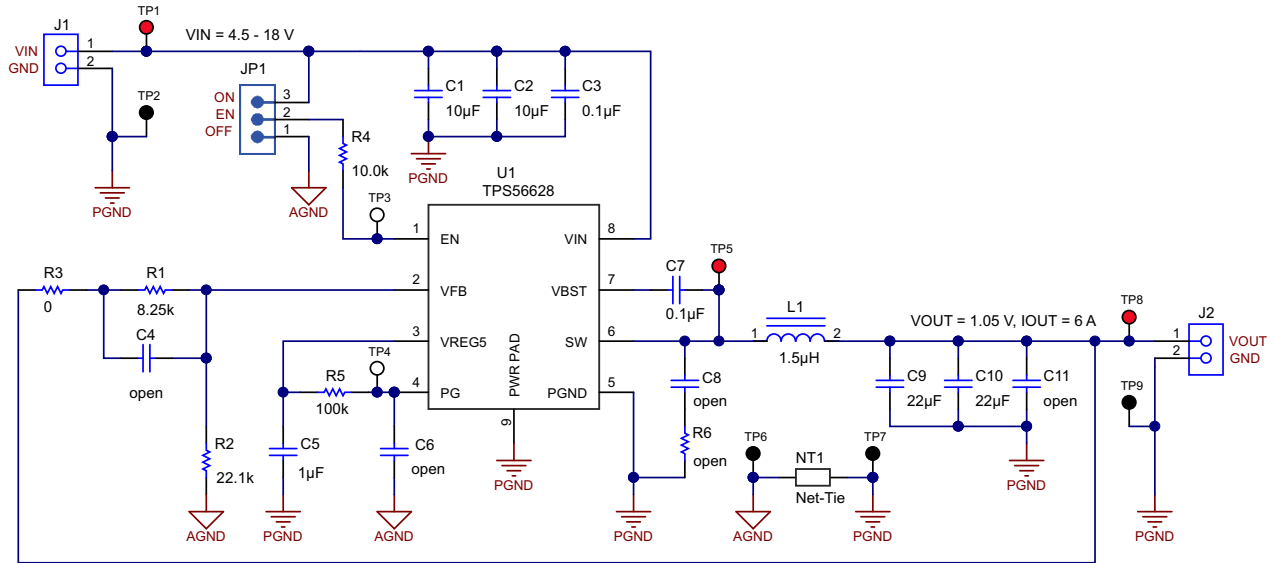 J1
TP1
VIN = 4.5 - 18 V
VIN
1
GND
2
TP2
JP1
ON
3
EN
2
OFF
1
C1
10µF
C2
10µF
C3
0.1µF
R4
10.0k
PGND
PGND
AGND
TP3
U1
TPS56628
1
EN
VIN
8
2
VFB
VBST
7
3
VREG5
SW
6
4
PG
PGND
5
PWRPAD
9
R3
0
R1
8.25k
C4
open
R2
22.1k
AGND
R5
100k
TP4
C5
1µF
PGND
C6
open
AGND
PGND
C7
0.1µF
TP5
C8
open
R6
open
PGND
L1
1
2
1.5µH
VOUT = 1.05 V, IOUT = 6 A
TP8
J2
1
VOUT
2
GND
C9
22µF
C10
22µF
C11
open
PGND
TP9
PGND
TP6
NT1
Net-Tie
TP7
AGND
PGND